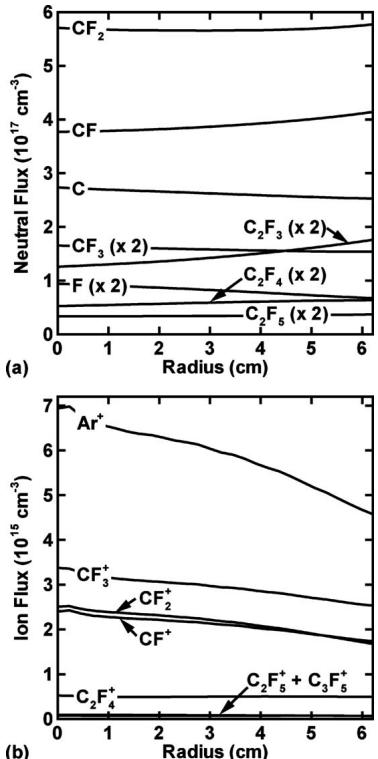 6
CF2
5
4
CF
3
C
2
C2F3 (x 2)
CF3 (x 2)
C2F4 (x 2)
1
F (x 2)
C2F5 (x 2)
0
0 1 2 3 4 5 6
Neutral Flux (10^17 cm^-3)
(a)
Radius (cm)
7
Ar+
6
5
4
CF3+
3
CF2+
2
CF+
1
C2F5+ + C3F5+
C2F4+
0
0 1 2 3 4 5 6
Ion Flux (10^15 cm^-3)
(b)
Radius (cm)